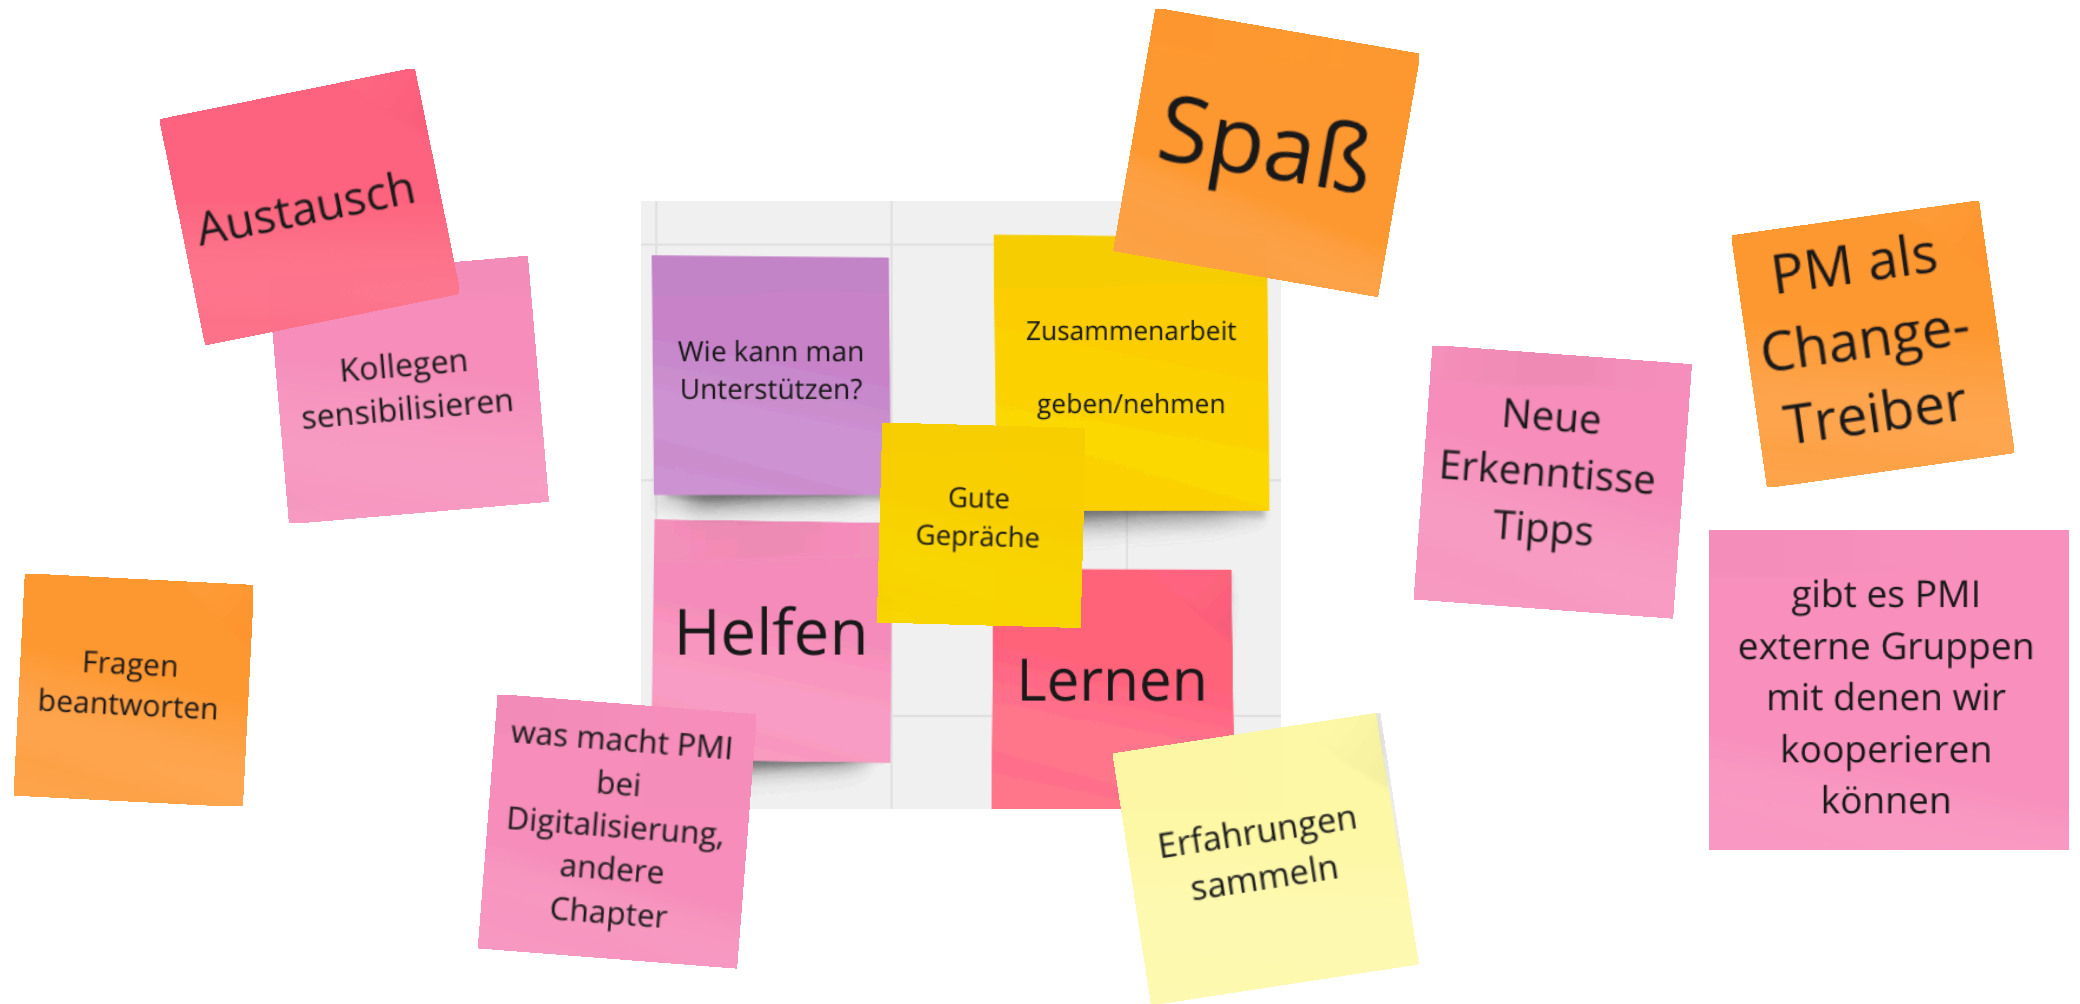 Austausch
Kollegen
sensibilisieren
Fragen
beantworten
Wie kann man
Unterstützen?
Helfen
was macht PMI
bei
Digitalisierung,
andere
Chapter
Spaß
Zusammenarbeit
geben/nehmen
Gute
Gepräche
Lernen
Erfahrungen
sammeln
Neue
Erkenntisse
Tipps
PM als
Change-
Treiber
gibt es PMI
externe Gruppen
mit denen wir
kooperieren
können